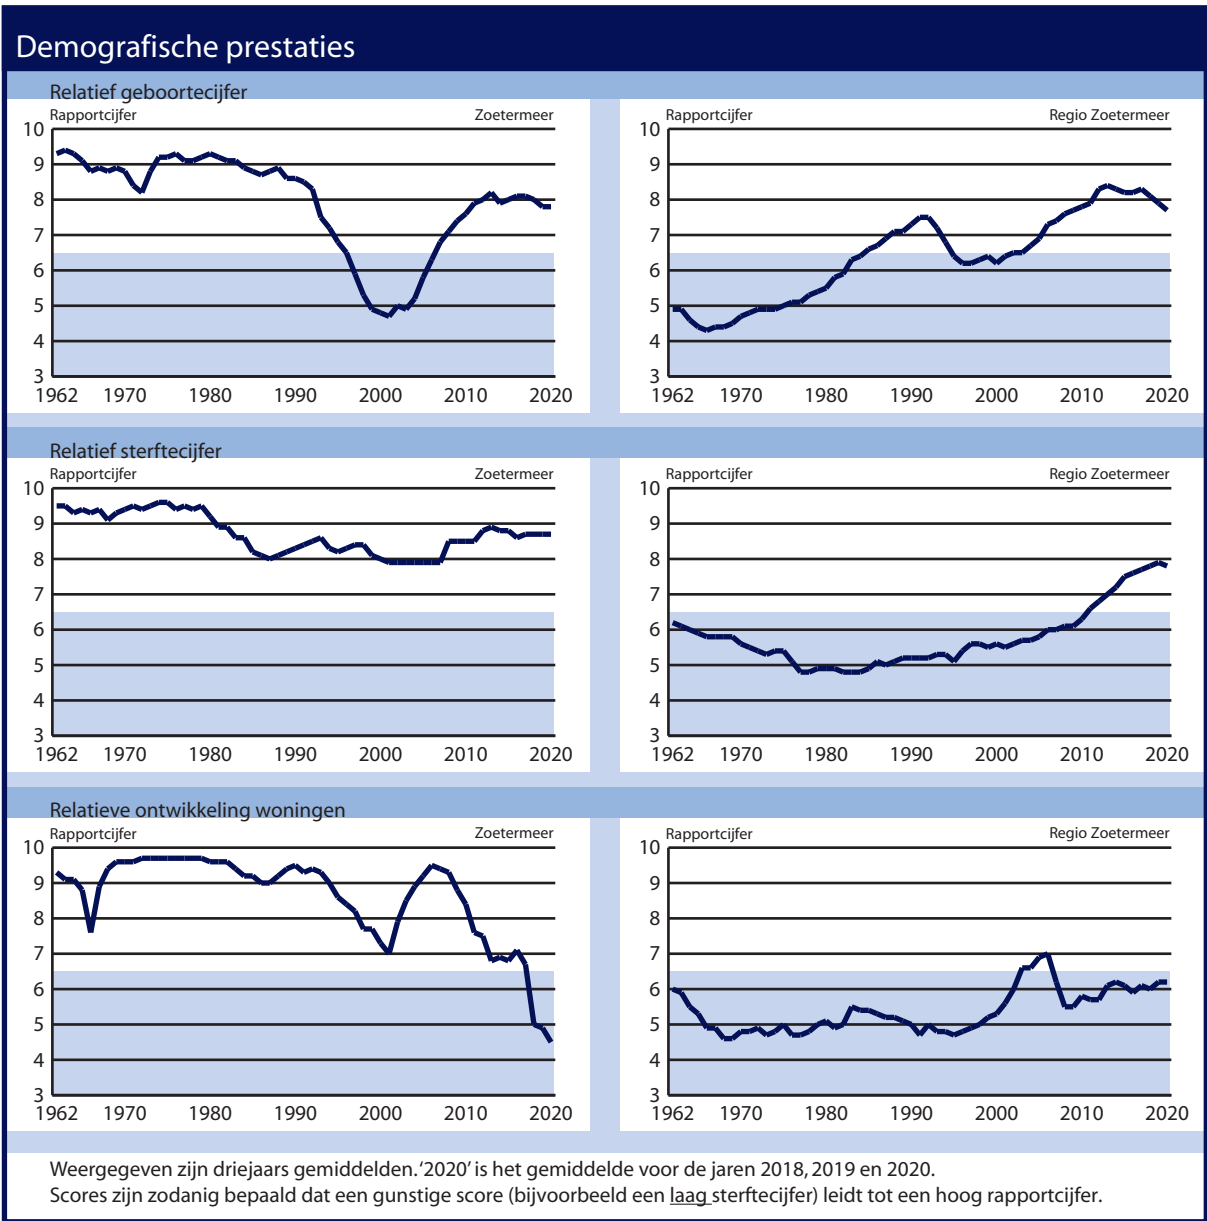 Demografische prestaties
Relatief geboortecijfer
Rapportcijfer Zoetermeer
10
9
8
7
6
5
4
3
1962 1970 1980 1990 2000 2010 2020
Rapportcijfer Regio Zoetermeer
10
9
8
7
6
5
4
3
1962 1970 1980 1990 2000 2010 2020
Relatief sterftecijfer
Rapportcijfer Zoetermeer
10
9
8
7
6
5
4
3
1962 1970 1980 1990 2000 2010 2020
Rapportcijfer Regio Zoetermeer
10
9
8
7
6
5
4
3
1962 1970 1980 1990 2000 2010 2020
Relatieve ontwikkeling woningen
Rapportcijfer Zoetermeer
10
9
8
7
6
5
4
3
1962 1970 1980 1990 2000 2010 2020
Rapportcijfer Regio Zoetermeer
10
9
8
7
6
5
4
3
1962 1970 1980 1990 2000 2010 2020
Weergegeven zijn driejaars gemiddelden. '2020' is het gemiddelde voor de jaren 2018, 2019 en 2020.
Scores zijn zodanig bepaald dat een gunstige score (bijvoorbeeld een laag sterftecijfer) leidt tot een hoog rapportcijfer.